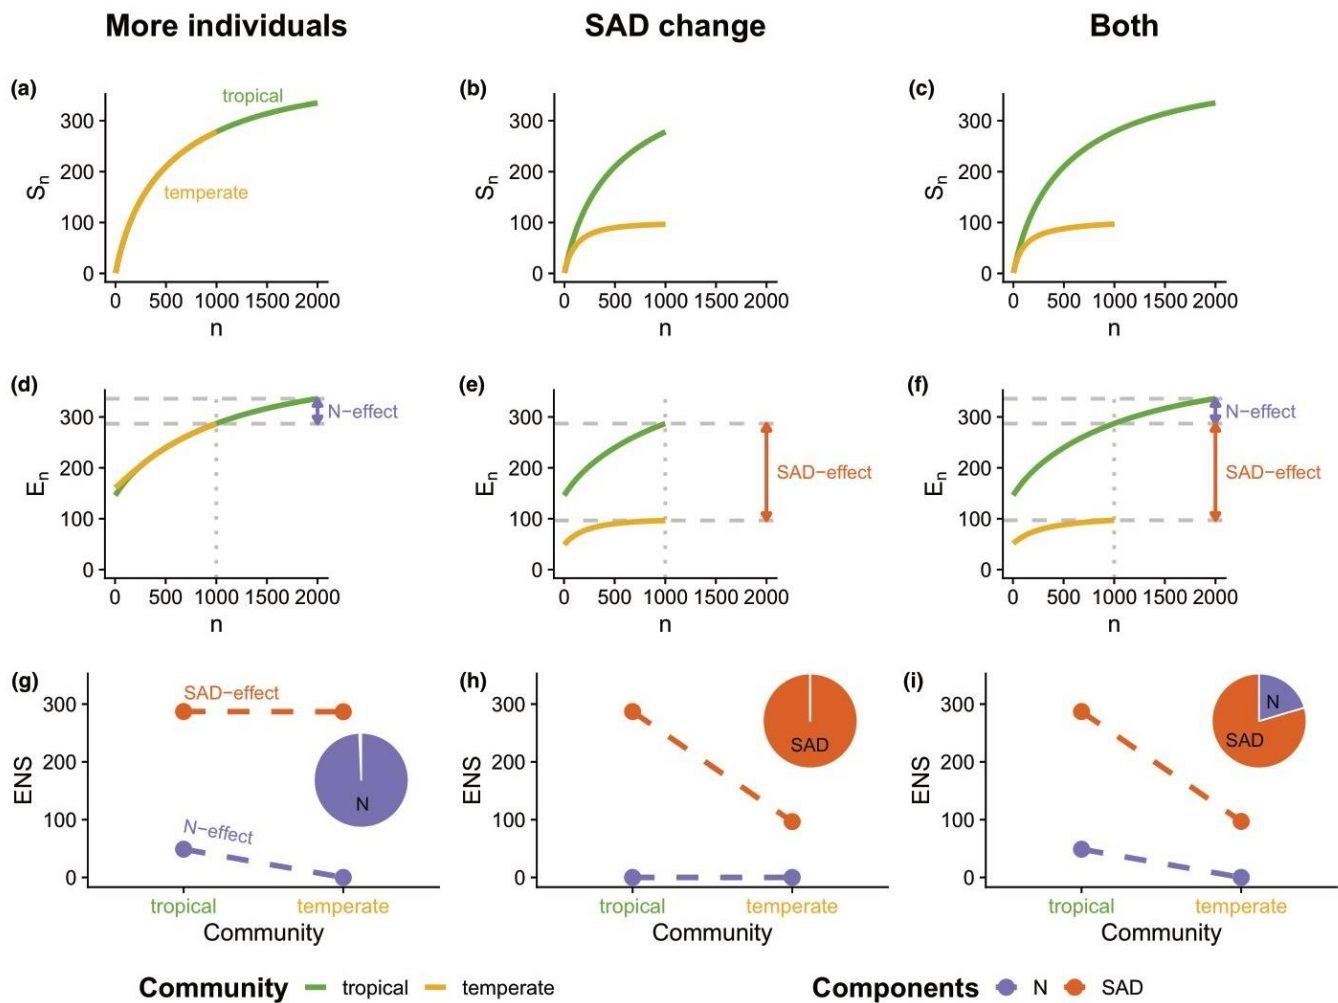 More individuals SAD change Both
(a) (b) (c)
tropical
temperate
300 300 300
200 200 200
100 100 100
0 0 0
Sn Sn Sn
0 500 1000 1500 2000 0 500 1000 1500 2000 0 500 1000 1500 2000
n n n
(d) (e) (f)
N-effect N-effect
SAD-effect SAD-effect
300 300 300
200 200 200
100 100 100
0 0 0
En En En
0 500 1000 1500 2000 0 500 1000 1500 2000 0 500 1000 1500 2000
n n n
(g) (h) (i)
SAD-effect
N-effect
N SAD N SAD
300 300 300
200 200 200
100 100 100
0 0 0
ENS ENS ENS
tropical temperate tropical temperate tropical temperate
Community Community Community
Community tropical temperate Components N SAD